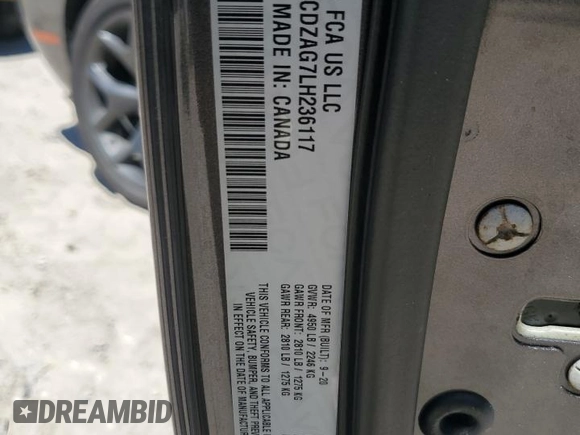 FCA US LLC
CDZAG7LH236117
MADE IN: CANADA
DATE OF MFR (BUILT): 9-20
GVWR: 4950 LB / 2246 KG
GAWR FRONT: 2810 LB / 1275 KG
GAWR REAR: 2810 LB / 1275 KG
THIS VEHICLE CONFORMS TO ALL APPLICABLE
VEHICLE SAFETY, BUMPER, AND THEFT
IN EFFECT ON THE DATE OF MANUFACTUR
DREAMBID